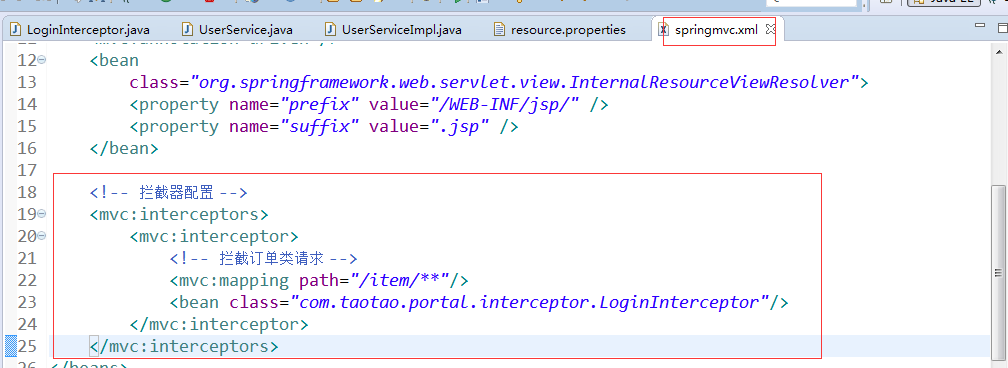 LoginInterceptor.java UserService.java UserServiceImpl.java resource.properties springmvc.xml
12 <bean
13 class="org.springframework.web.servlet.view.InternalResourceViewResolver">
14 <property name="prefix" value="/WEB-INF/jsp/" />
15 <property name="suffix" value=".jsp" />
16 </bean>
17
18 <!-- 拦截器配置 -->
19 <mvc:interceptors>
20 <mvc:interceptor>
21 <!-- 拦截订单类请求 -->
22 <mvc:mapping path="/item/**"/>
23 <bean class="com.taotao.portal.interceptor.LoginInterceptor"/>
24 </mvc:interceptor>
25 </mvc:interceptors>
26 </beans>